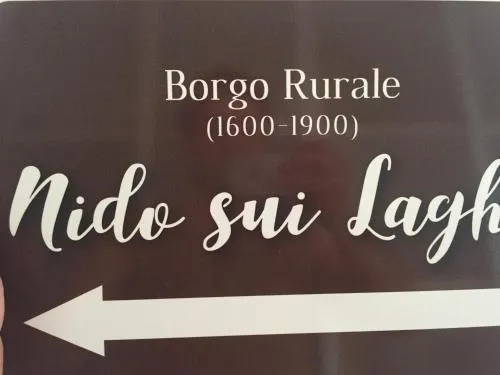 Borgo Rurale
(1600-1900)
Nido sui Lagh